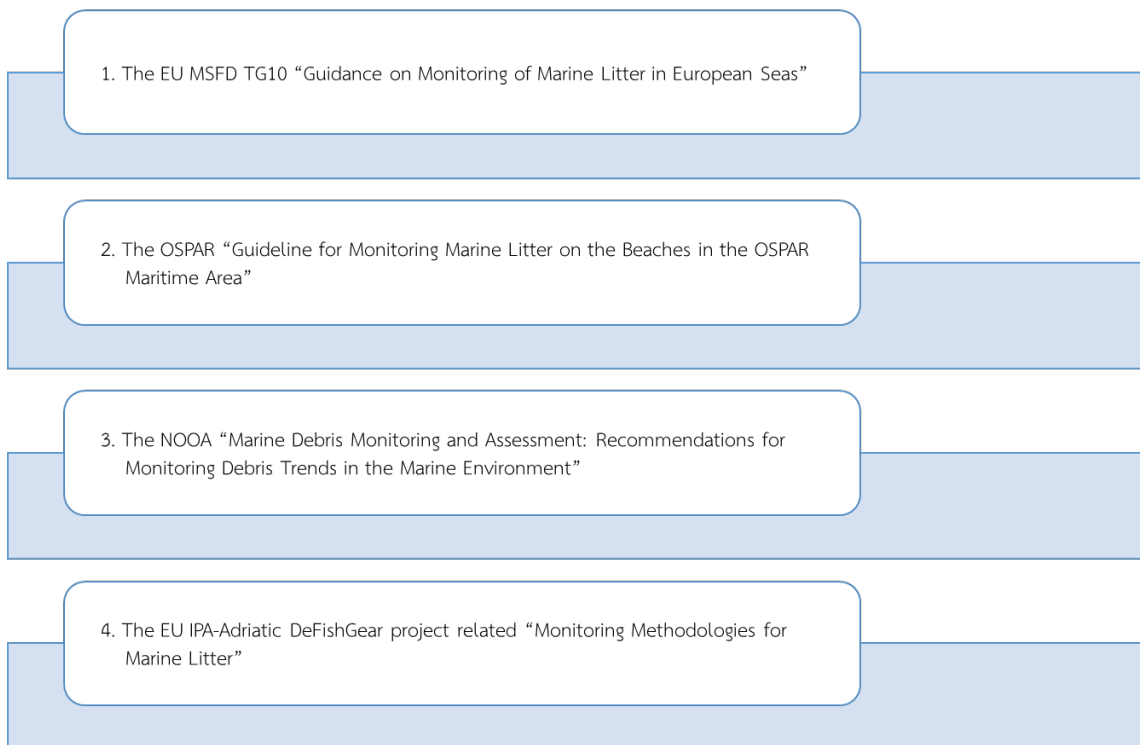 1. The EU MSFD TG10 “Guidance on Monitoring of Marine Litter in European Seas”
2. The OSPAR “Guideline for Monitoring Marine Litter on the Beaches in the OSPAR
Maritime Area”
3. The NOOA “Marine Debris Monitoring and Assessment: Recommendations for
Monitoring Debris Trends in the Marine Environment”
4. The EU IPA-Adriatic DeFishGear project related “Monitoring Methodologies for
Marine Litter”